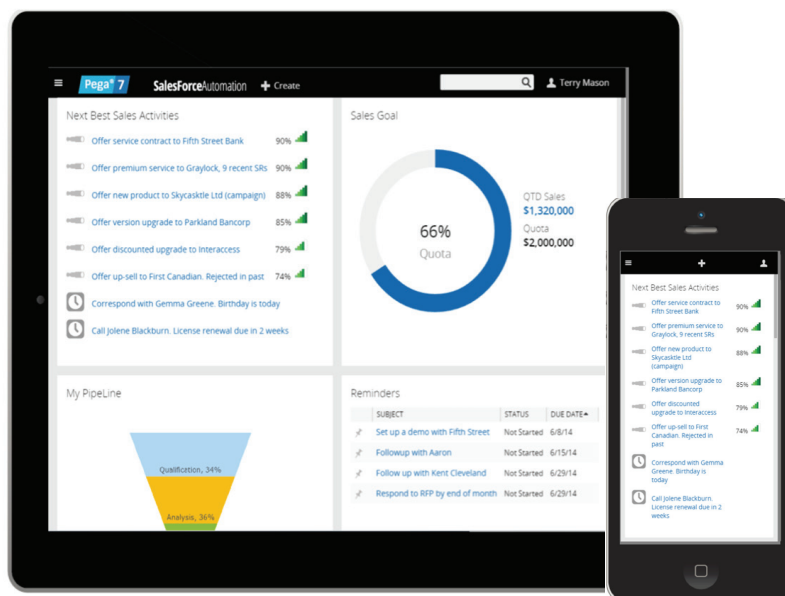 Pega® 7
SalesForceAutomation
Create
Terry Mason
Next Best Sales Activities
Offer service contract to Fifth Street Bank 90%
Offer premium service to Graylock, 9 recent SRs 90%
Offer new product to Skycasktle Ltd (campaign) 88%
Offer version upgrade to Parkland Bancorp 85%
Offer discounted upgrade to Interaccess 79%
Offer up-sell to First Canadian. Rejected in past 74%
Correspond with Gemma Greene. Birthday is today
Call Jolene Blackburn. License renewal due in 2 weeks
Sales Goal
66%
Quota
QTD Sales
$1,320,000
Quota
$2,000,000
My PipeLine
Qualification, 34%
Analysis, 36%
Reminders
SUBJECT STATUS DUE DATE
Set up a demo with Fifth Street Not Started 6/8/14
Followup with Aaron Not Started 6/15/14
Follow up with Kent Cleveland Not Started 6/29/14
Respond to RFP by end of month Not Started 6/29/14
Next Best Sales Activities
Offer service contract to
Fifth Street Bank
90%
Offer premium service to
Graylock, 9 recent SRs
90%
Offer new product to
Skycasktle Ltd
(campaign)
88%
Offer version upgrade to
Parkland Bancorp
85%
Offer discounted
upgrade to Interaccess
79%
Offer up-sell to First
Canadian. Rejected in
past
74%
Correspond with Gemma
Greene. Birthday is
today
Call Jolene Blackburn.
License renewal due in 2
weeks